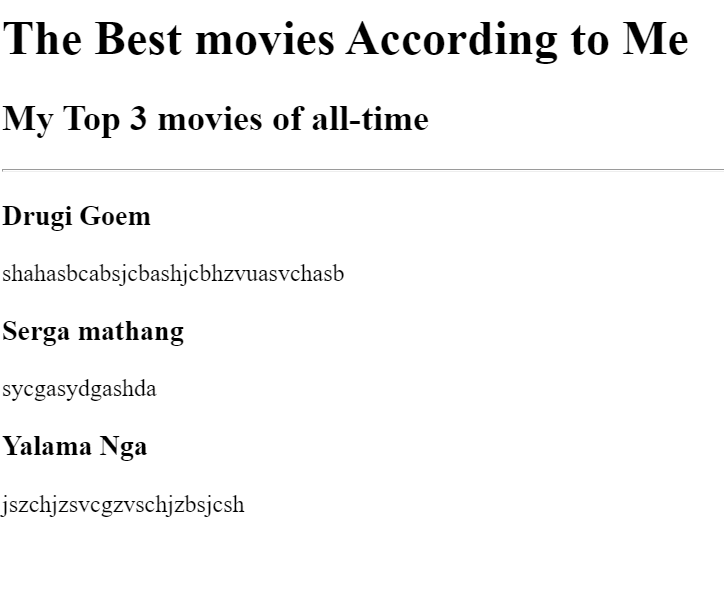 The Best movies According to Me
My Top 3 movies of all-time
Drugi Goem
shahasbcabsjcbashjcbhzvuasvchasb
Serga mathang
sycgasydgashda
Yalama Nga
jszchjzsvcgzvschjzbsjcsh